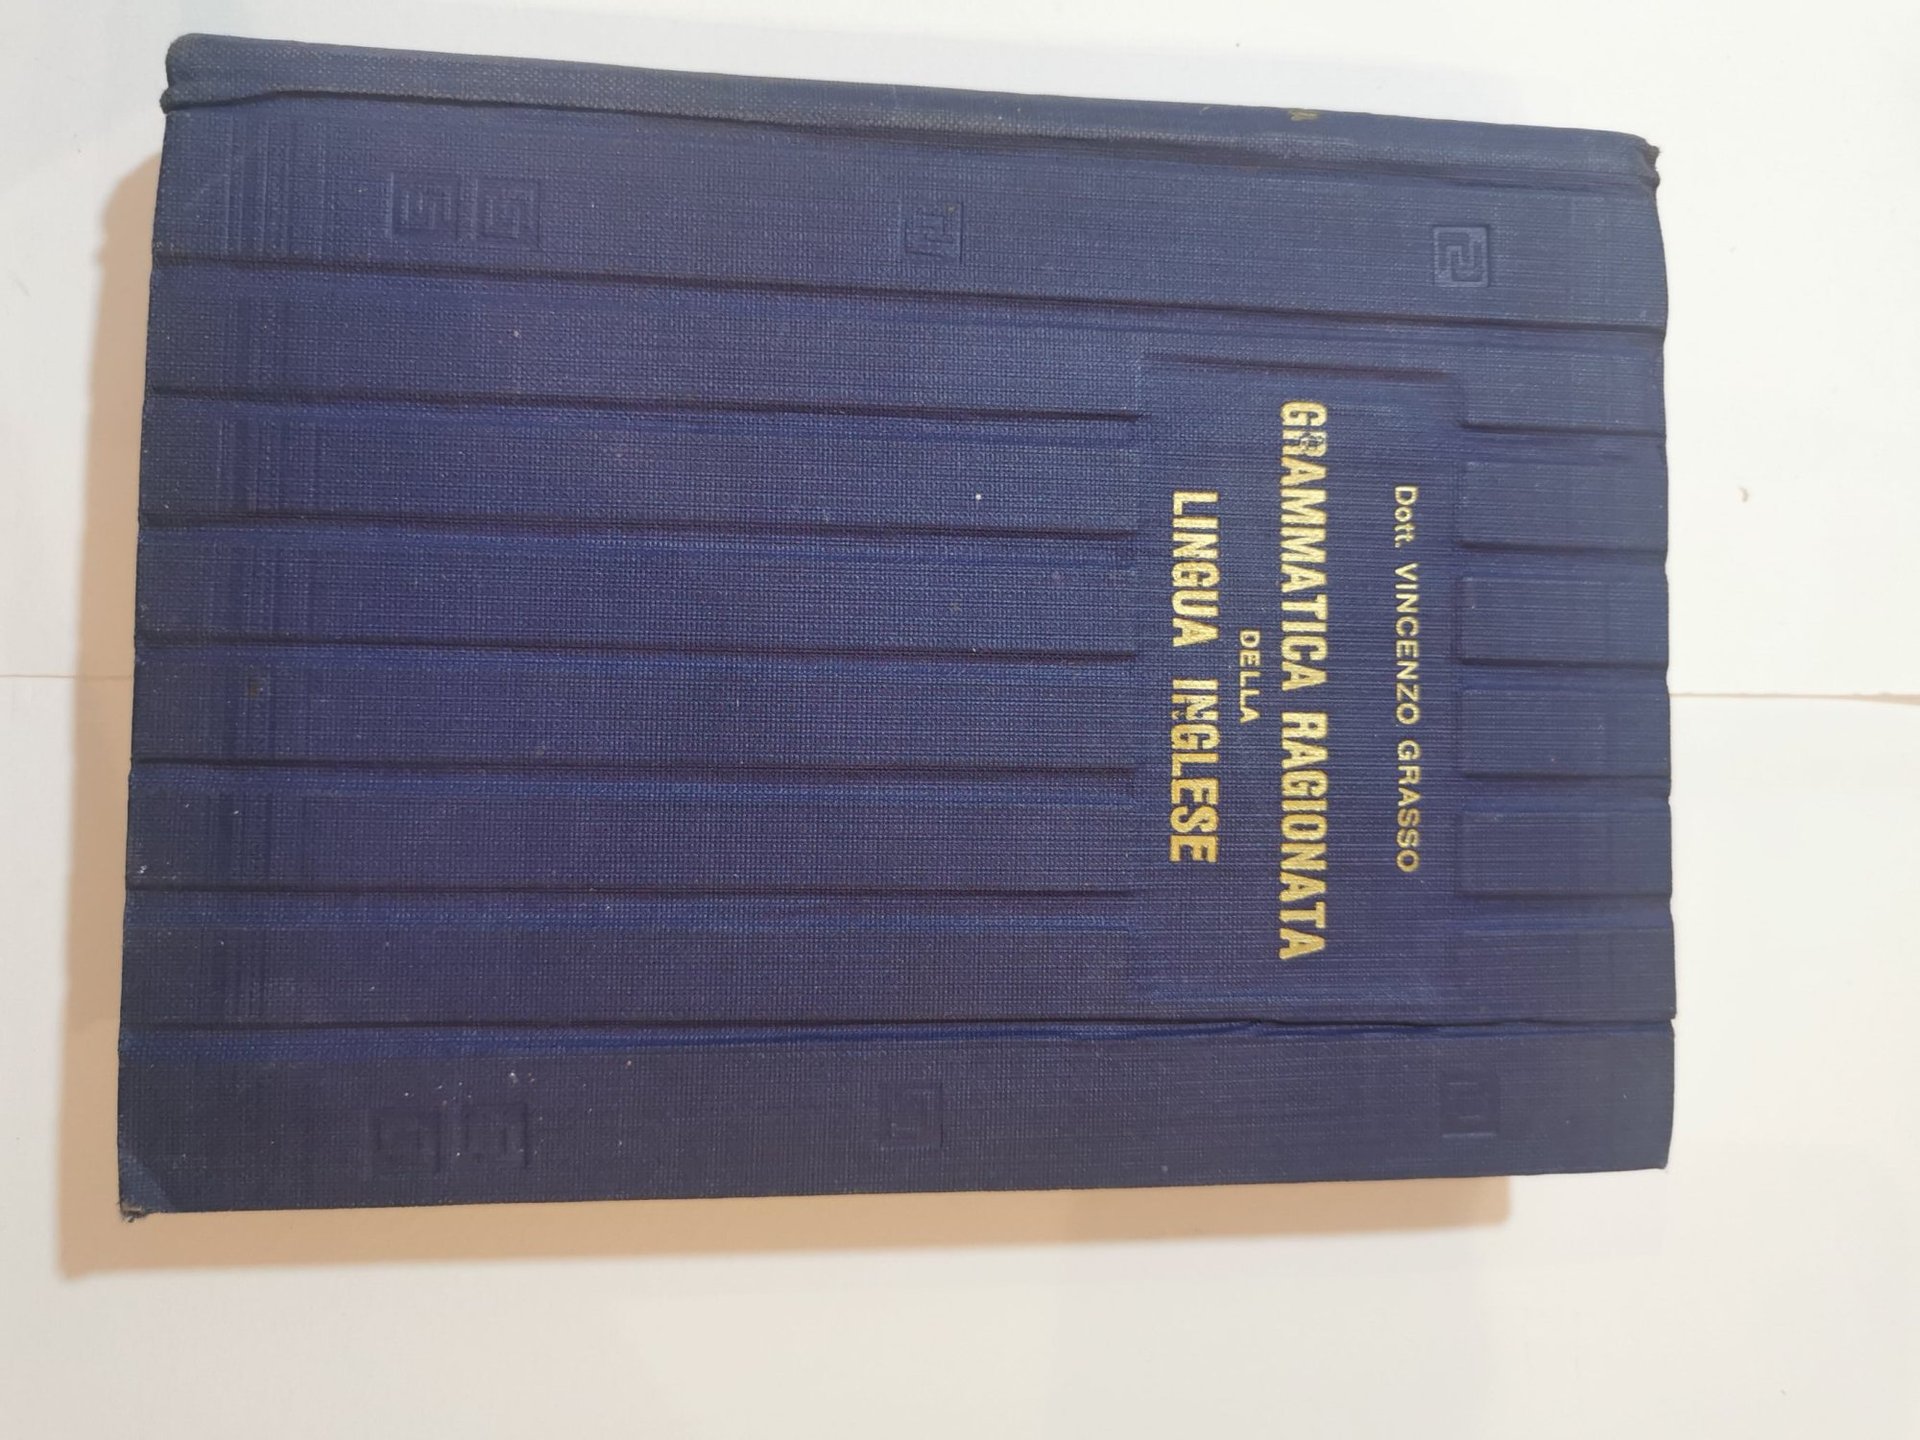 Dott. VINCENZO GRASSO
GRAMMATICA RAGIONATA
DELLA
LINGUA INGLESE